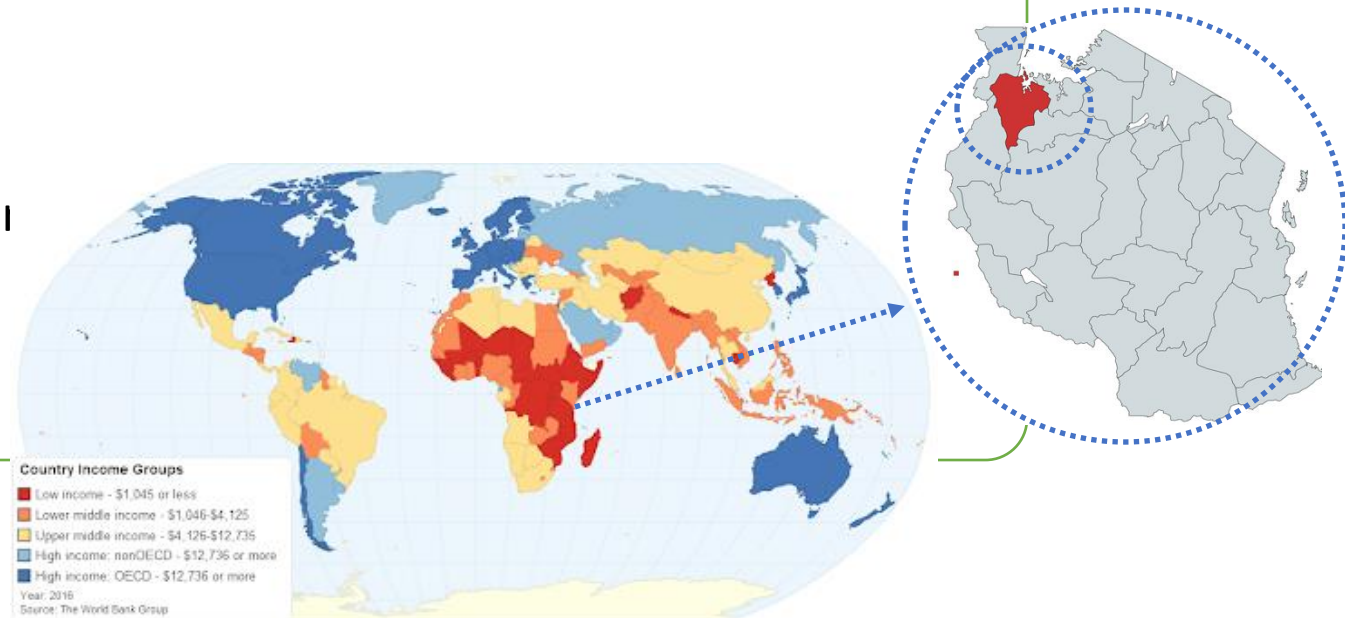 Country Income Groups
Low income - $1,045 or less
Lower middle income - $1,046-$4,125
Upper middle income - $4,126-$12,735
High income: nonOECD - $12,736 or more
High income: OECD - $12,736 or more
Year: 2016
Source: The World Bank Group